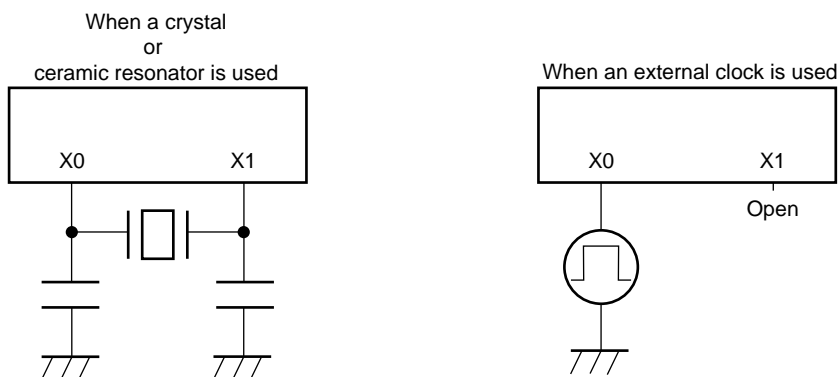 When a crystal
or
ceramic resonator is used
X0 X1
When an external clock is used
X0 X1
Open